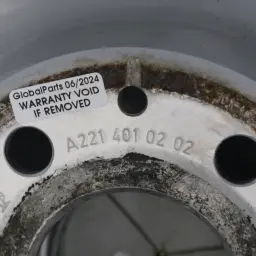 GlobalParts 06/2024
WARRANTY VOID
IF REMOVED
A221 401 02 02